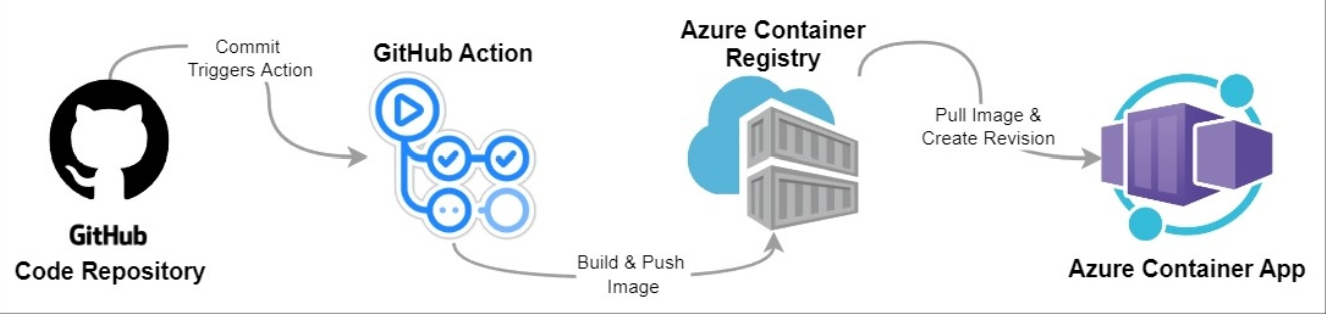 Commit
Triggers Action
GitHub Action
Azure Container
Registry
Pull Image &
Create Revision
GitHub
Code Repository
Build & Push
Image
Azure Container App